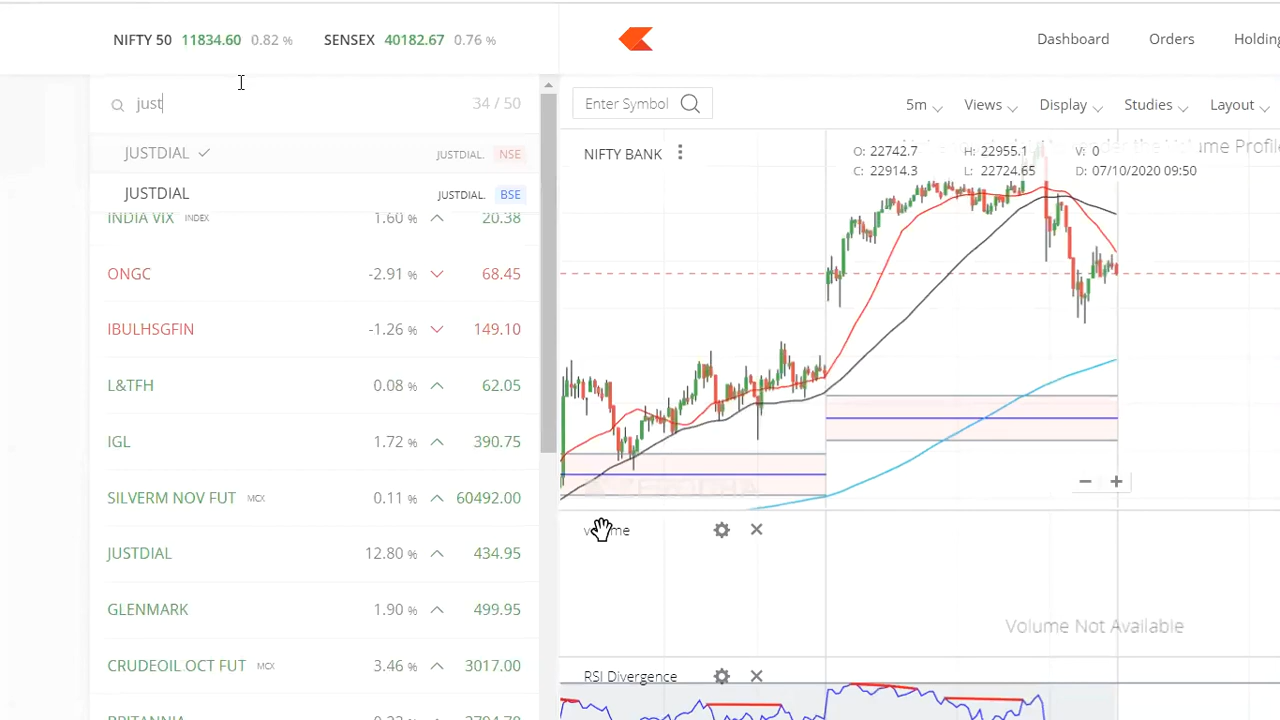 NIFTY 50 11834.60 0.82 % SENSEX 40182.67 0.76 %
Dashboard Orders Holding
just 34 / 50
Enter Symbol 5m Views Display Studies Layout
JUSTDIAL JUSTDIAL. NSE
JUSTDIAL JUSTDIAL. BSE
INDIA VIX INDEX 1.60 % 20.38
ONGC -2.91 % 68.45
IBULHSGFIN -1.26 % 149.10
L&TFH 0.08 % 62.05
IGL 1.72 % 390.75
SILVERM NOV FUT MCX 0.11 % 60492.00
JUSTDIAL 12.80 % 434.95
GLENMARK 1.90 % 499.95
CRUDEOIL OCT FUT MCX 3.46 % 3017.00
BRITANNIA
NIFTY BANK
O: 22742.7 H: 22955.1 V: 0
C: 22914.3 L: 22724.65 D: 07/10/2020 09:50
the Volume Profile
Volume Not Available
RSI Divergence